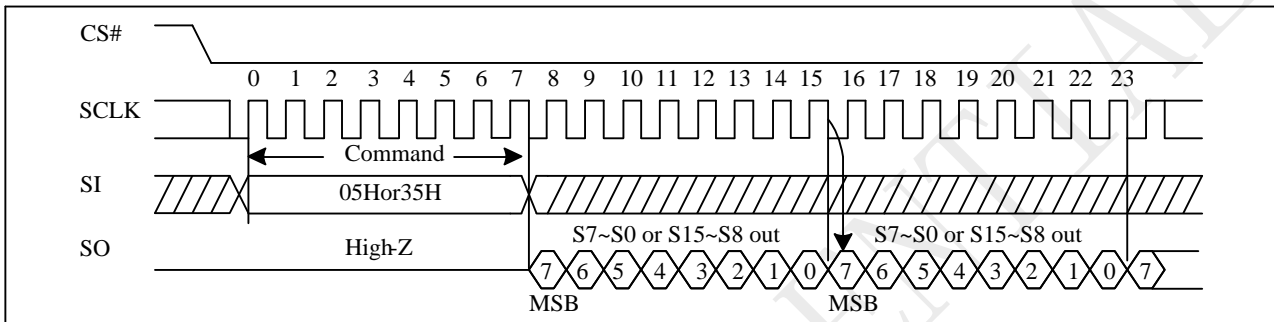 CS#
0 1 2 3 4 5 6 7 8 9 10 11 12 13 14 15 16 17 18 19 20 21 22 23
SCLK
Command
SI
05Hor35H
S7~S0 or S15~S8 out S7~S0 or S15~S8 out
SO
High-Z
7 6 5 4 3 2 1 0 7 6 5 4 3 2 1 0 7
MSB MSB